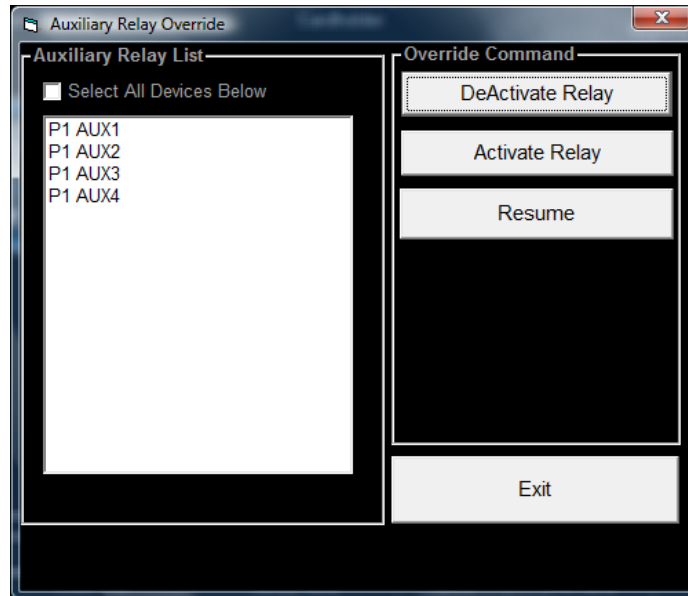 Auxiliary Relay Override
Auxiliary Relay List
Select All Devices Below
P1 AUX1
P1 AUX2
P1 AUX3
P1 AUX4
Override Command
DeActivate Relay
Activate Relay
Resume
Exit